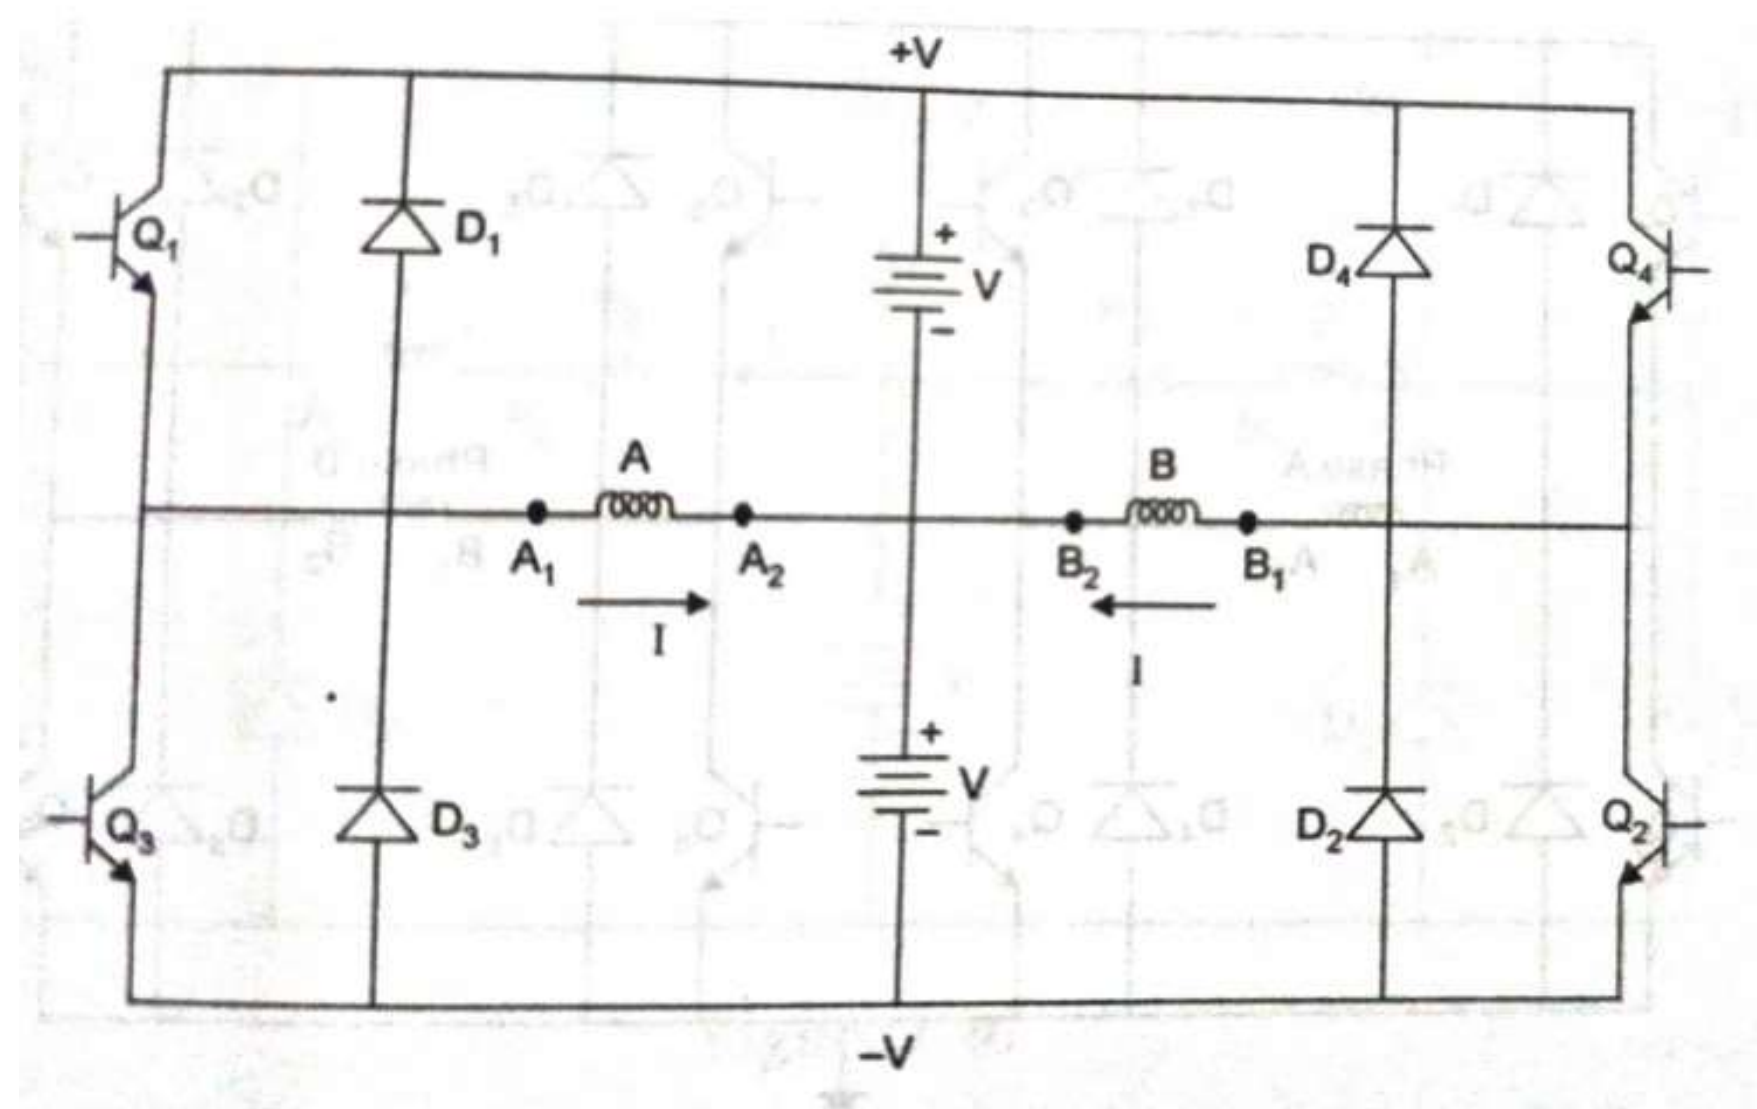 +V
Q1 D1 + V D4 Q4
−
A B
A1 A2 B2 B1
I I
+
Q3 D3 V D2 Q2
−
−V